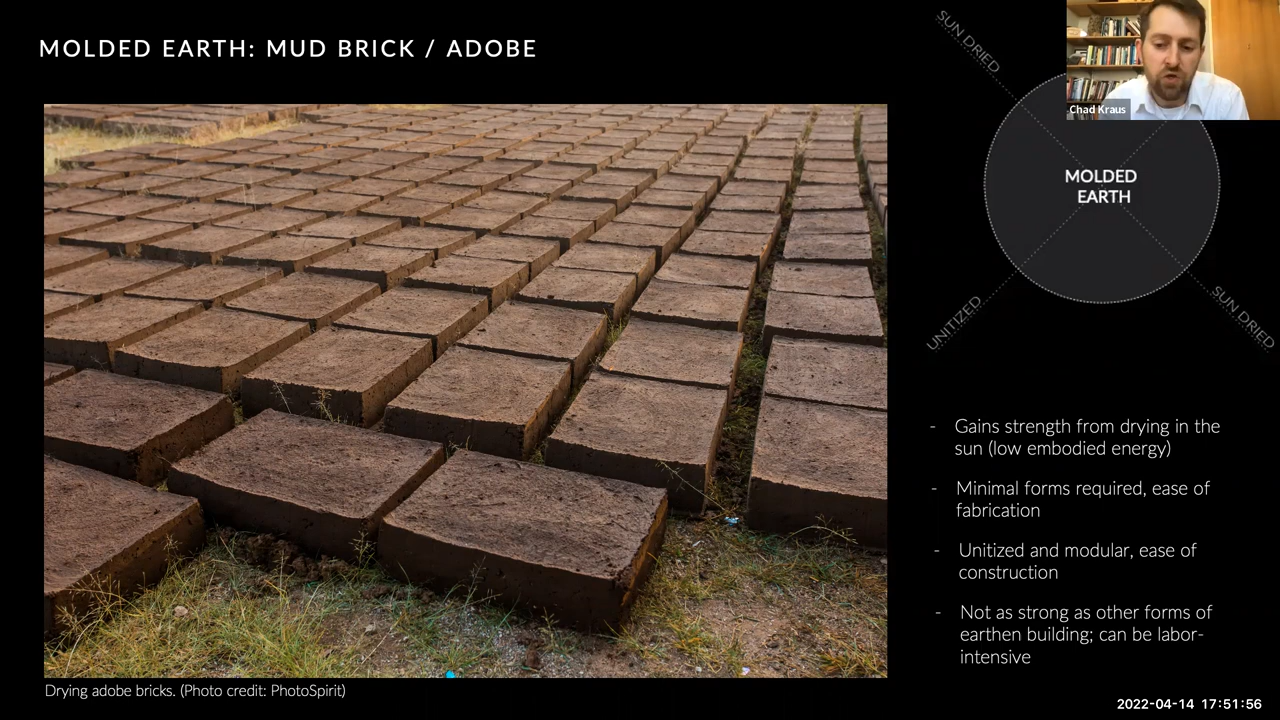 MOLDED EARTH: MUD BRICK / ADOBE
SUN DRIED
Chad Kraus
MOLDED
EARTH
UNITIZED
SUN DRIED
- Gains strength from drying in the
sun (low embodied energy)
- Minimal forms required, ease of
fabrication
- Unitized and modular, ease of
construction
- Not as strong as other forms of
earthen building; can be labor-
intensive
Drying adobe bricks. (Photo credit: PhotoSpirit)
2022-04-14 17:51:56